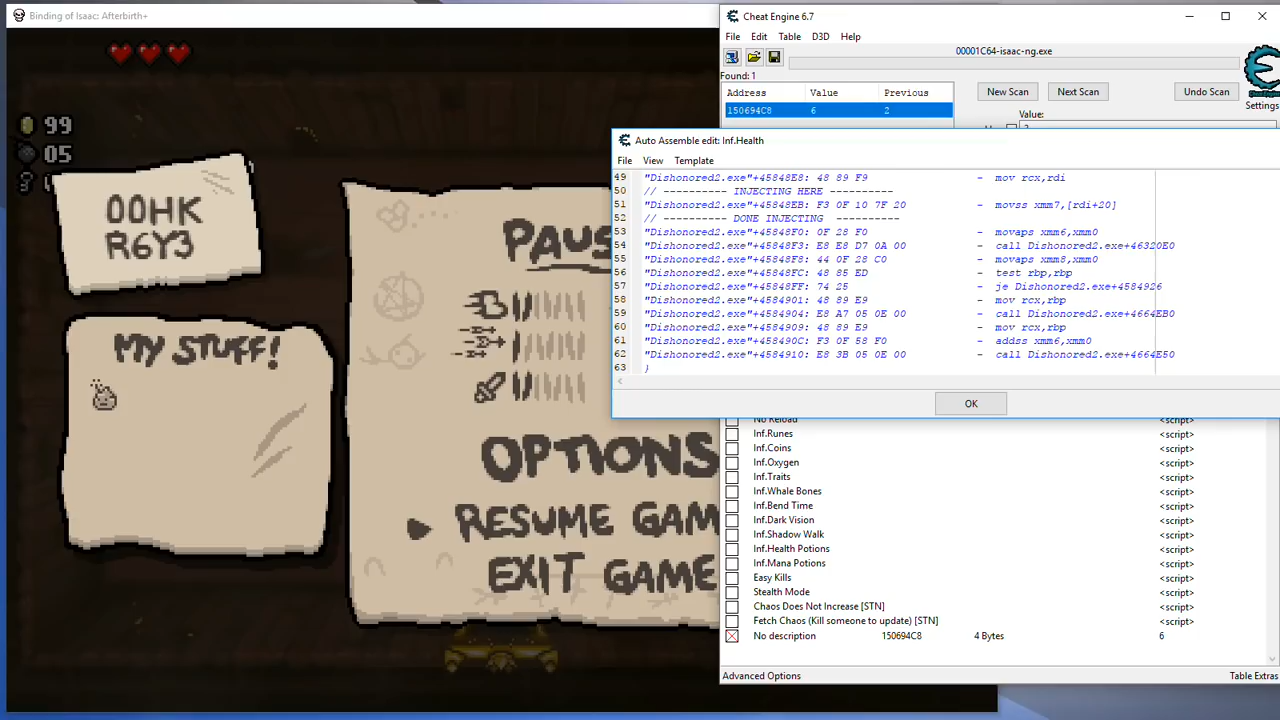 Binding of Isaac: Afterbirth+
99
05
00HK
R6Y3
MY STUFF!
OPTIONS
RESUME GAM
EXIT GAME
Cheat Engine 6.7
File Edit Table D3D Help
00001C64-isaac-ng.exe
Found: 1
Address Value Previous
150694C8 6 2
New Scan Next Scan Undo Scan
Value:
Settings
Auto Assemble edit: Inf.Health
File View Template
49 "Dishonored2.exe"+45848E8: 48 89 F9 - mov rcx,rdi
50 // ---------- INJECTING HERE ----------
51 "Dishonored2.exe"+45848EB: F3 0F 10 7F 20 - movss xmm7,[rdi+20]
52 // ---------- DONE INJECTING ----------
53 "Dishonored2.exe"+45848F0: 0F 28 F0 - movaps xmm6,xmm0
54 "Dishonored2.exe"+45848F3: E8 E8 D7 0A 00 - call Dishonored2.exe+46320E0
55 "Dishonored2.exe"+45848F8: 44 0F 28 C0 - movaps xmm8,xmm0
56 "Dishonored2.exe"+45848FC: 48 85 ED - test rbp,rbp
57 "Dishonored2.exe"+45848FF: 74 25 - je Dishonored2.exe+4584926
58 "Dishonored2.exe"+4584901: 48 89 E9 - mov rcx,rbp
59 "Dishonored2.exe"+4584904: E8 A7 05 0E 00 - call Dishonored2.exe+4664EB0
60 "Dishonored2.exe"+4584909: 48 89 E9 - mov rcx,rbp
61 "Dishonored2.exe"+458490C: F3 0F 58 F0 - addss xmm6,xmm0
62 "Dishonored2.exe"+4584910: E8 3B 05 0E 00 - call Dishonored2.exe+4664E50
63 }
OK
No Reload
Inf.Runes <script>
Inf.Coins <script>
Inf.Oxygen <script>
Inf.Traits <script>
Inf.Whale Bones <script>
Inf.Bend Time <script>
Inf.Dark Vision <script>
Inf.Shadow Walk <script>
Inf.Health Potions <script>
Inf.Mana Potions <script>
Easy Kills <script>
Stealth Mode <script>
Chaos Does Not Increase [STN] <script>
Fetch Chaos (Kill someone to update) [STN] <script>
No description 150694C8 4 Bytes 6
Advanced Options Table Extras